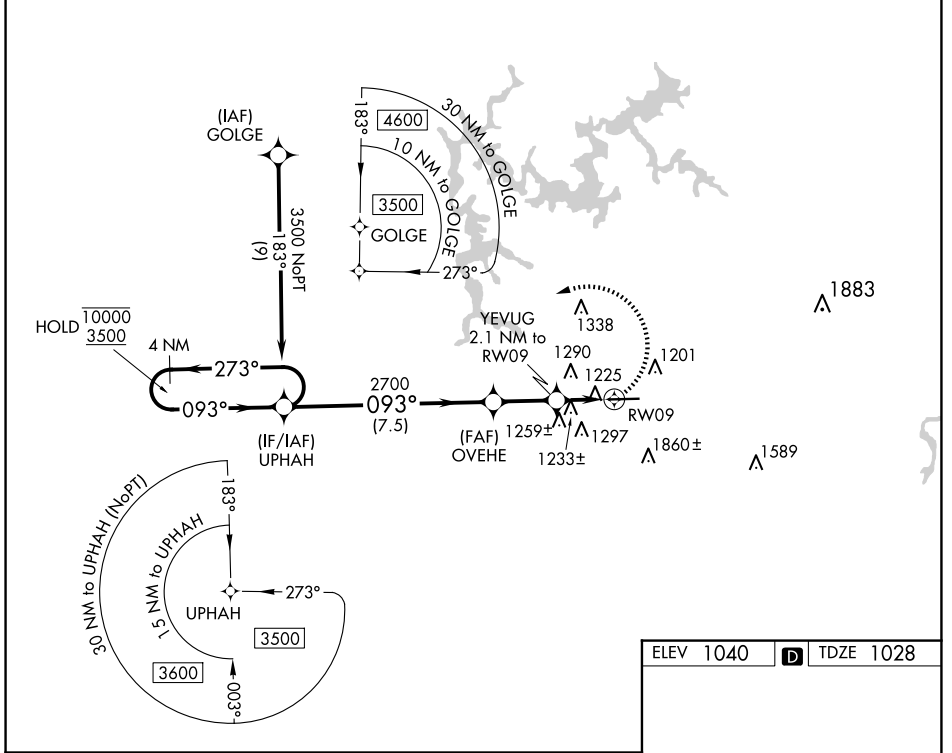 (IAF)
GOLGE
3500 NoPT
183°
(9)
183°
4600
30 NM to GOLGE
10 NM to GOLGE
3500
GOLGE
273°
HOLD 10000
3500
4 NM
273°
093°
(IF/IAF)
UPHAH
2700
093°
(7.5)
(FAF)
OVEHE
YEVUG
2.1 NM to
RW09
1338
1290
1225
1201
1883
RW09
1259±
1233±
1297
1860±
1589
30 NM to UPHAH (NoPT)
15 NM to UPHAH
183°
273°
UPHAH
3500
3600
003°
ELEV 1040 D TDZE 1028